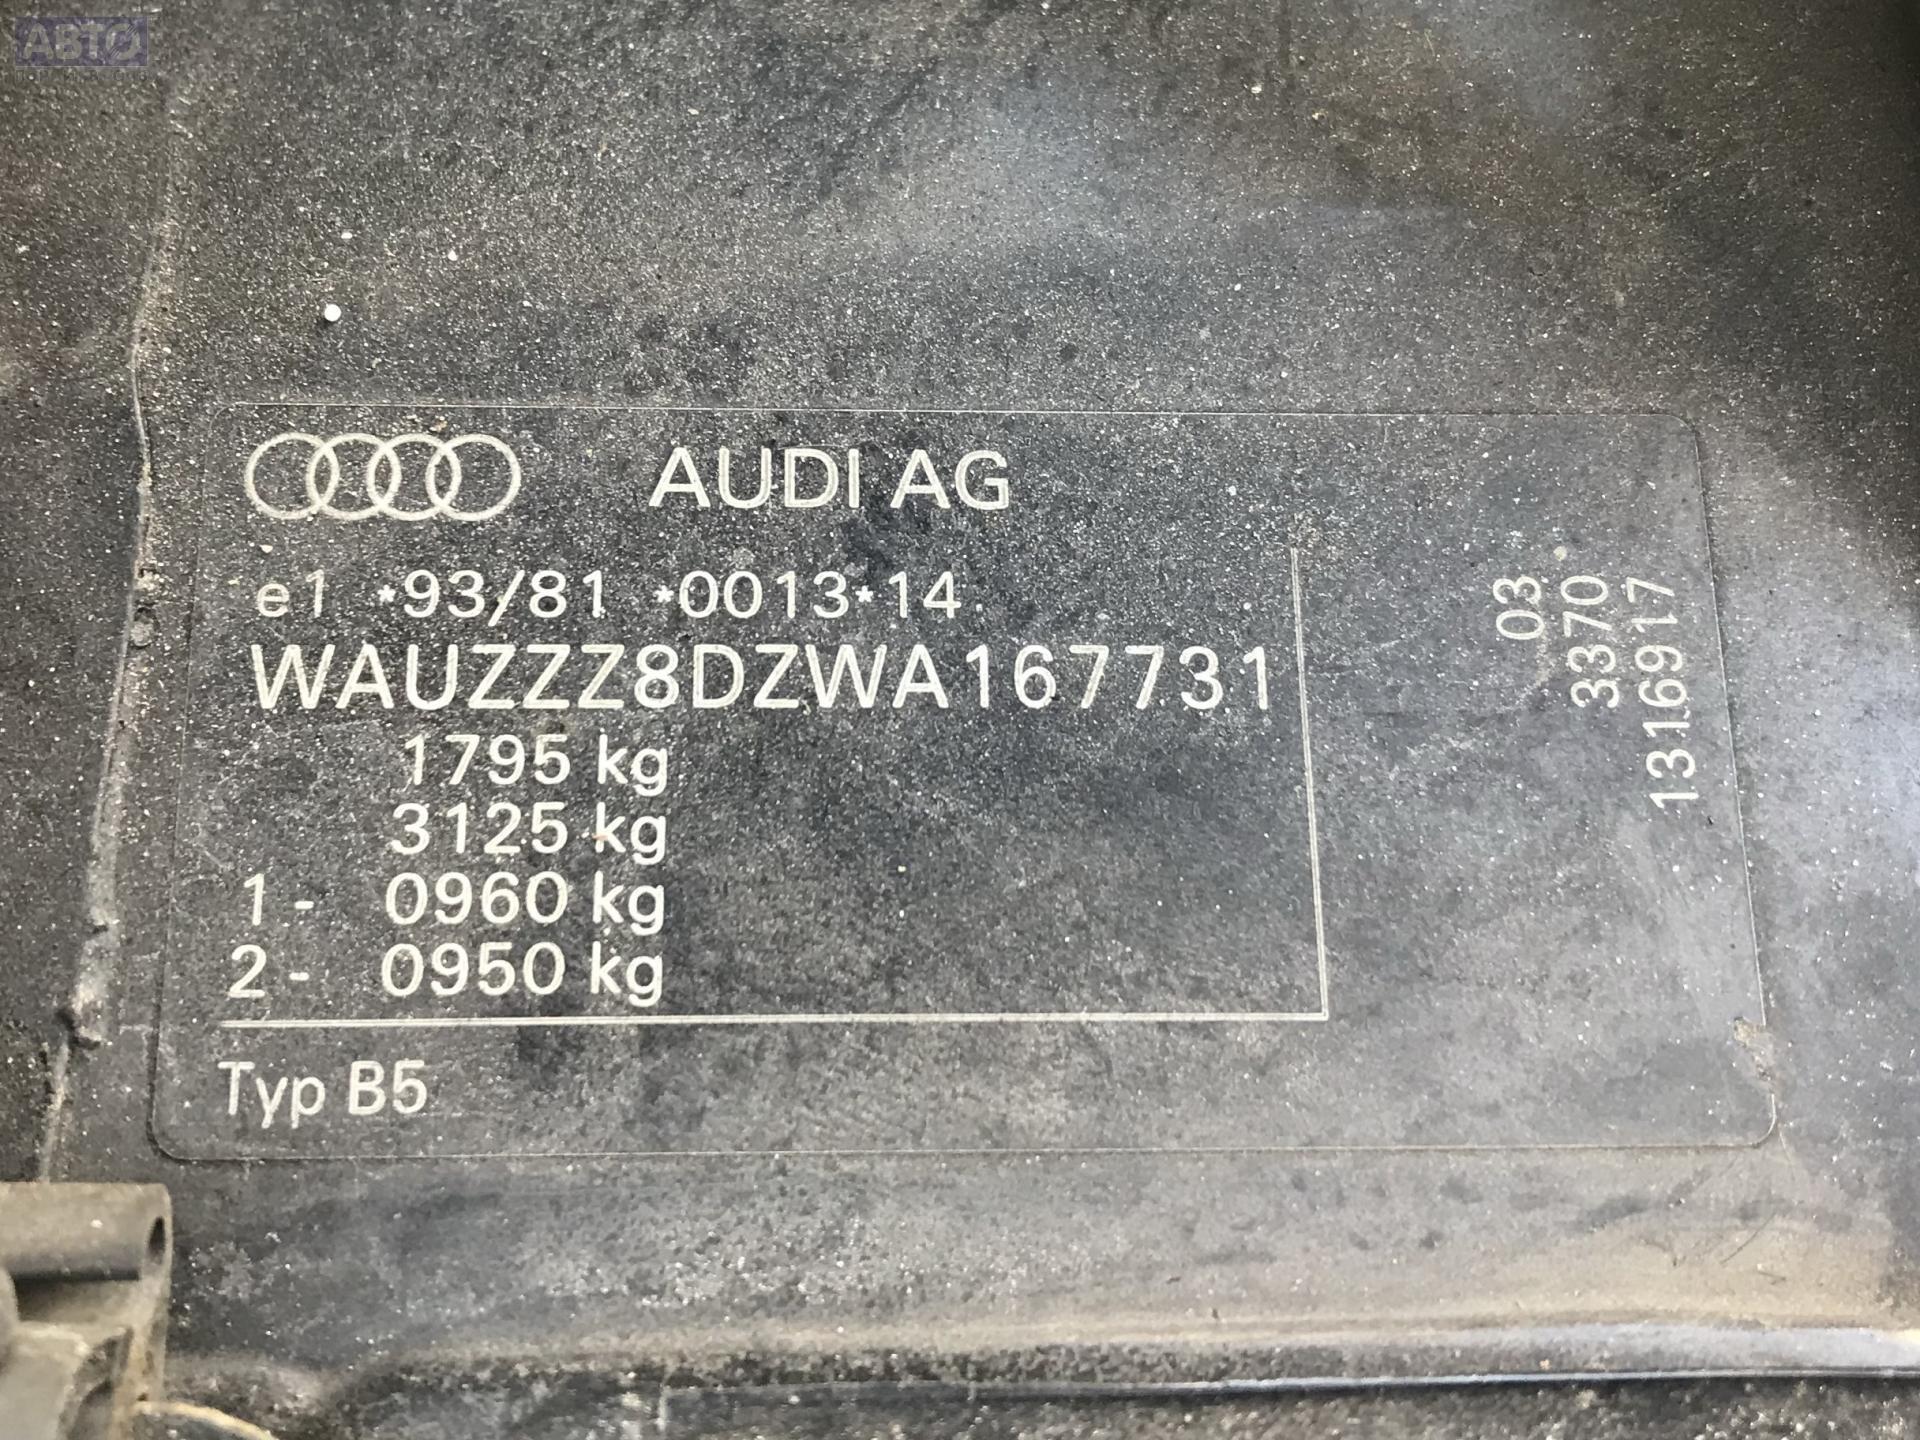 АВТО
AUDI AG
e1 *93/81 *0013*14
WAUZZZ8DZWA167731
1795 kg
3125 kg
1- 0960 kg
2- 0950 kg
Typ B5
03
3370
1316917